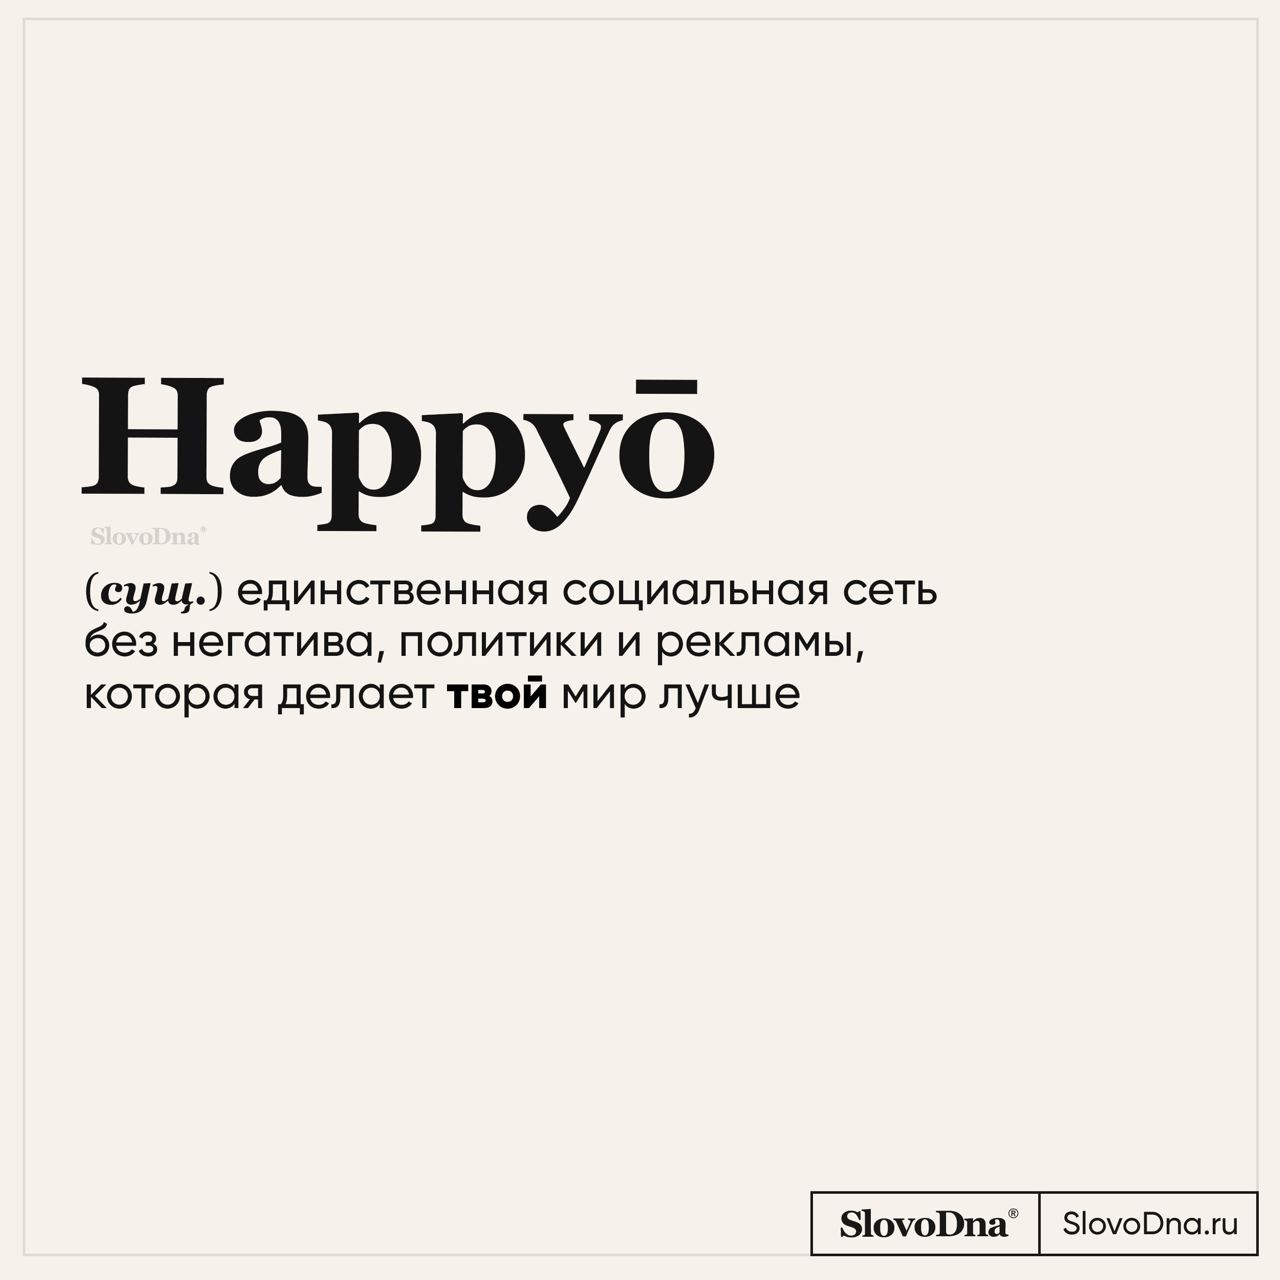 Happyō
SlovoDna®
(сущ.) единственная социальная сеть
без негатива, политики и рекламы,
которая делает твой мир лучше
SlovoDna® SlovoDna.ru